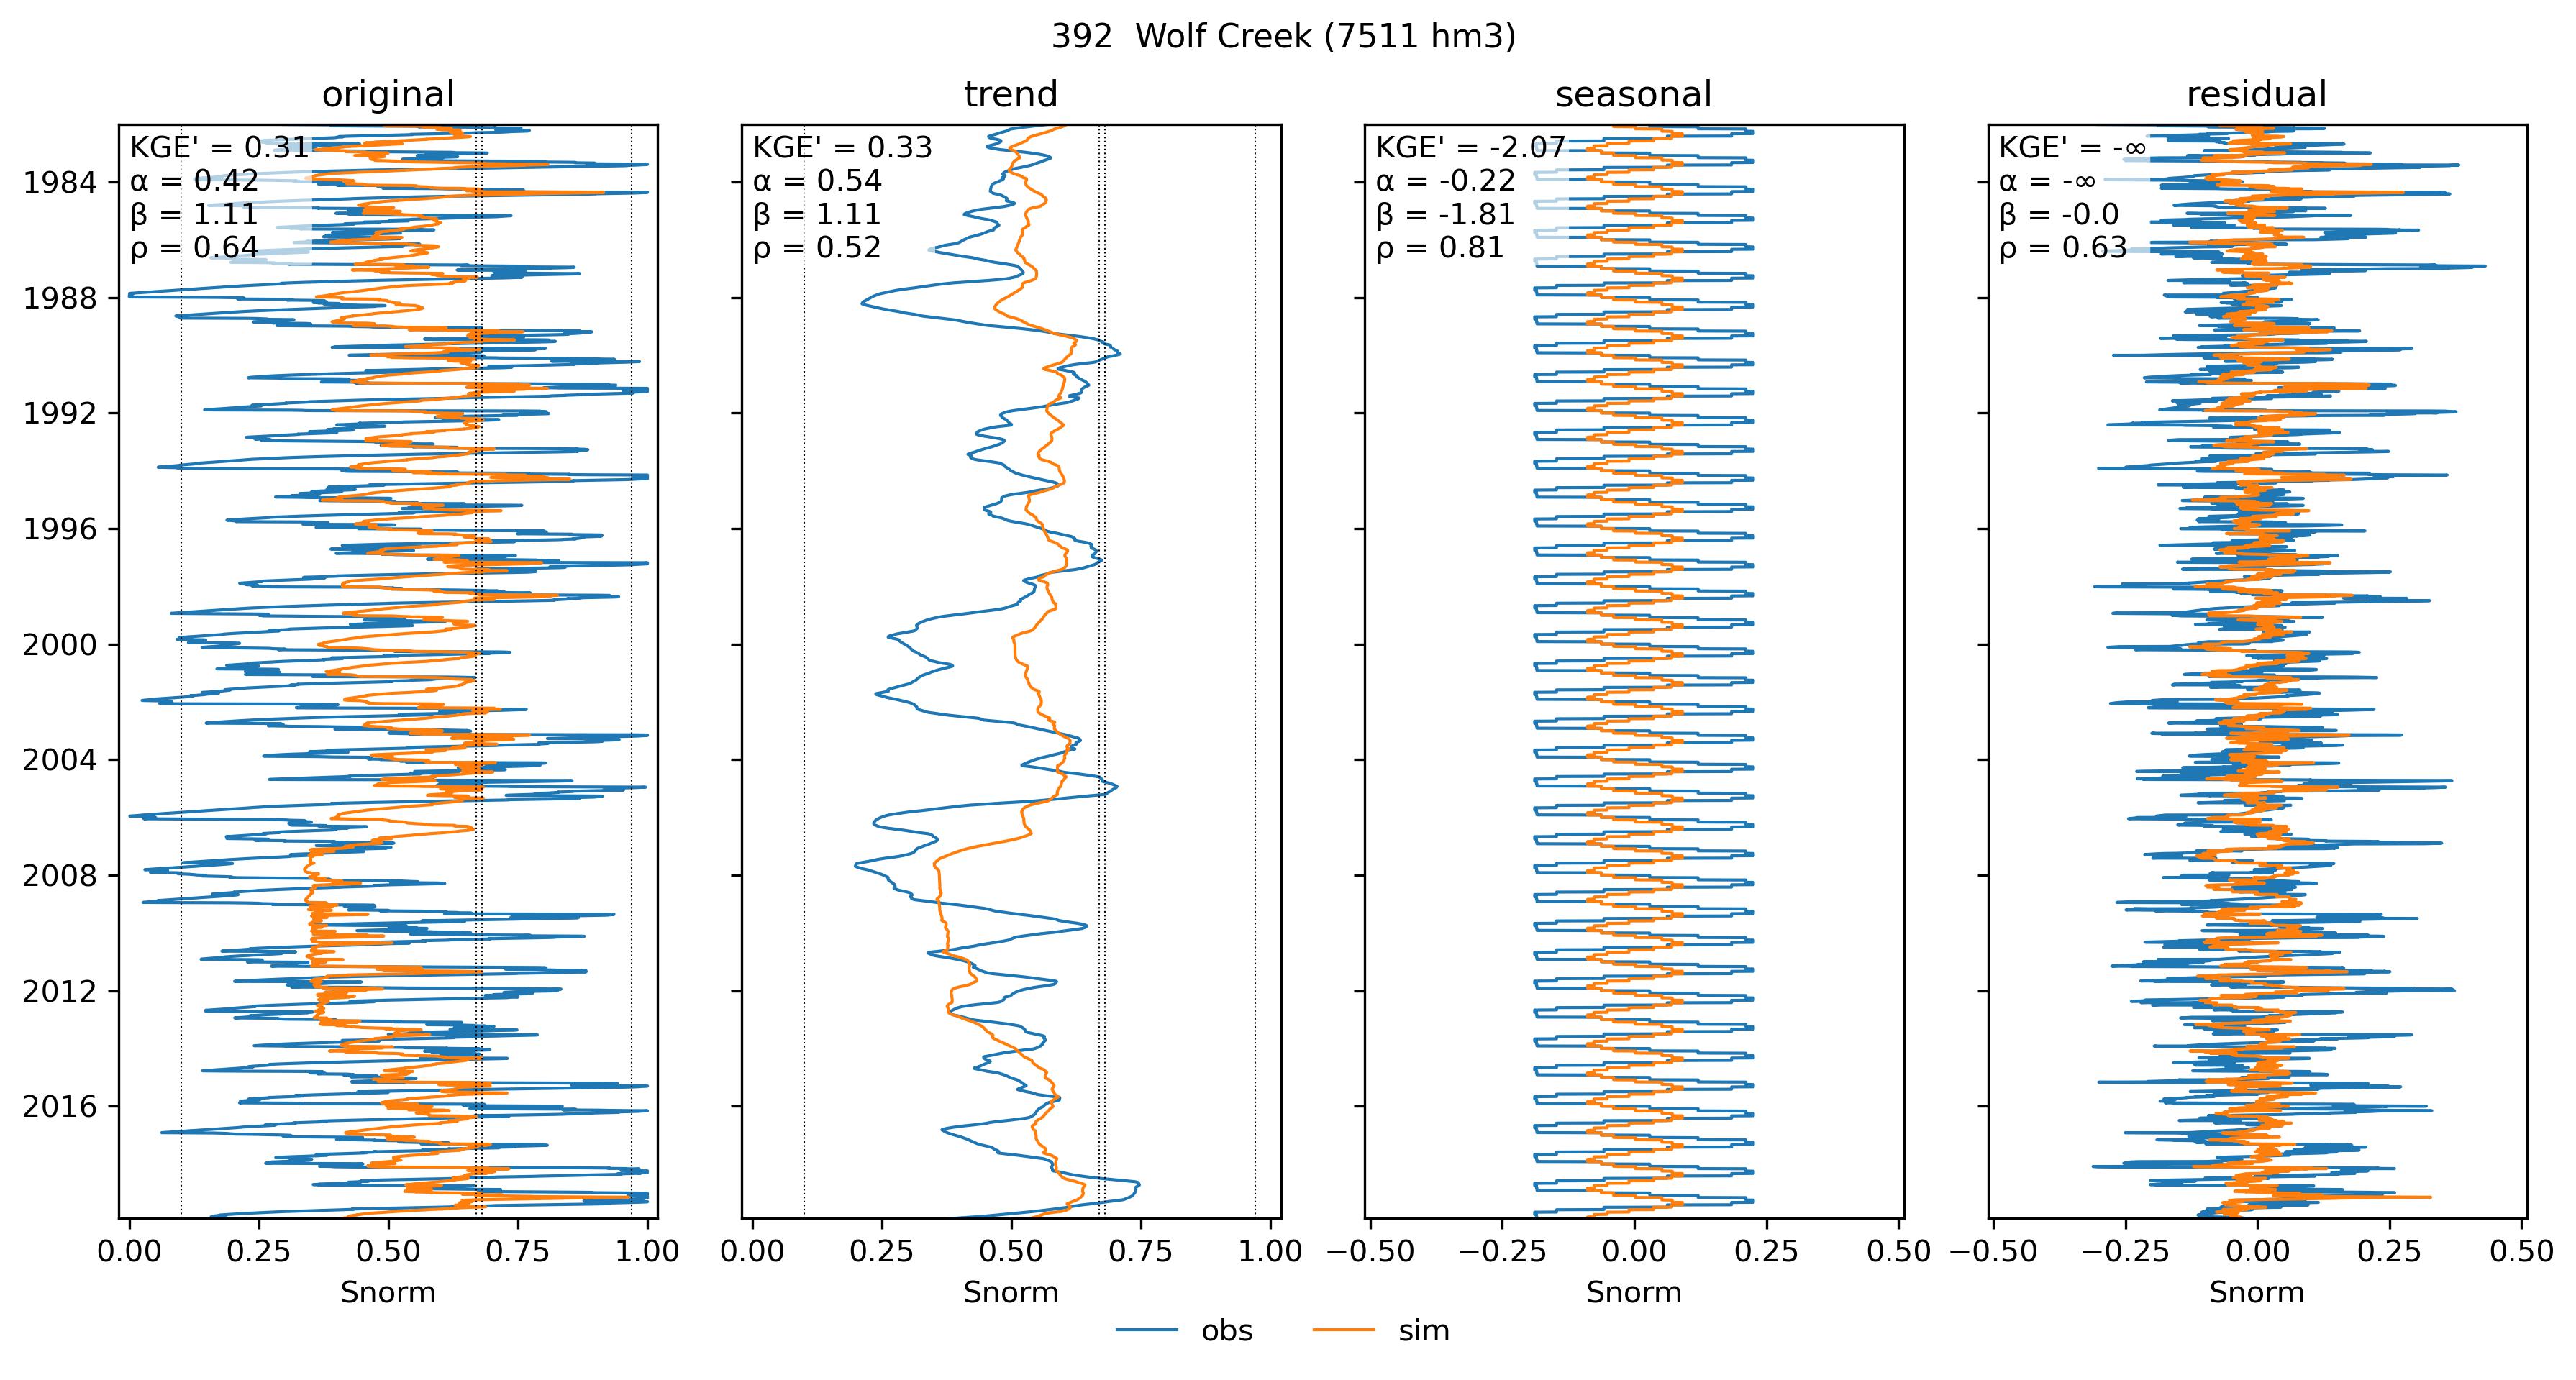 392  Wolf Creek (7511 hm3)
original
trend
seasonal
residual
KGE' = 0.31
α = 0.42
β = 1.11
ρ = 0.64
KGE' = 0.33
α = 0.54
β = 1.11
ρ = 0.52
KGE' = -2.07
α = -0.22
β = -1.81
ρ = 0.81
KGE' = -∞
α = -∞
β = -0.0
ρ = 0.63
1984
1988
1992
1996
2000
2004
2008
2012
2016
0.00 0.25 0.50 0.75 1.00
0.00 0.25 0.50 0.75 1.00
−0.50 −0.25 0.00 0.25 0.50
−0.50 −0.25 0.00 0.25 0.50
Snorm
Snorm
Snorm
Snorm
obs
sim